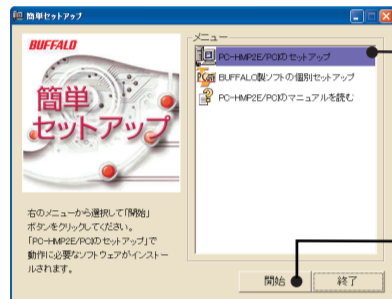 簡単セットアップ
BUFFALO
簡単
セットアップ
右のメニューから選択して「開始」
ボタンをクリックしてください。
「PC-HMP2E/PCIのセットアップ」で
動作に必要なソフトウェアがインストー
ルされます。
メニュー
PC-HMP2E/PCIのセットアップ
BUFFALO製ソフトの個別セットアップ
PC-HMP2E/PCIのマニュアルを読む
開始
終了